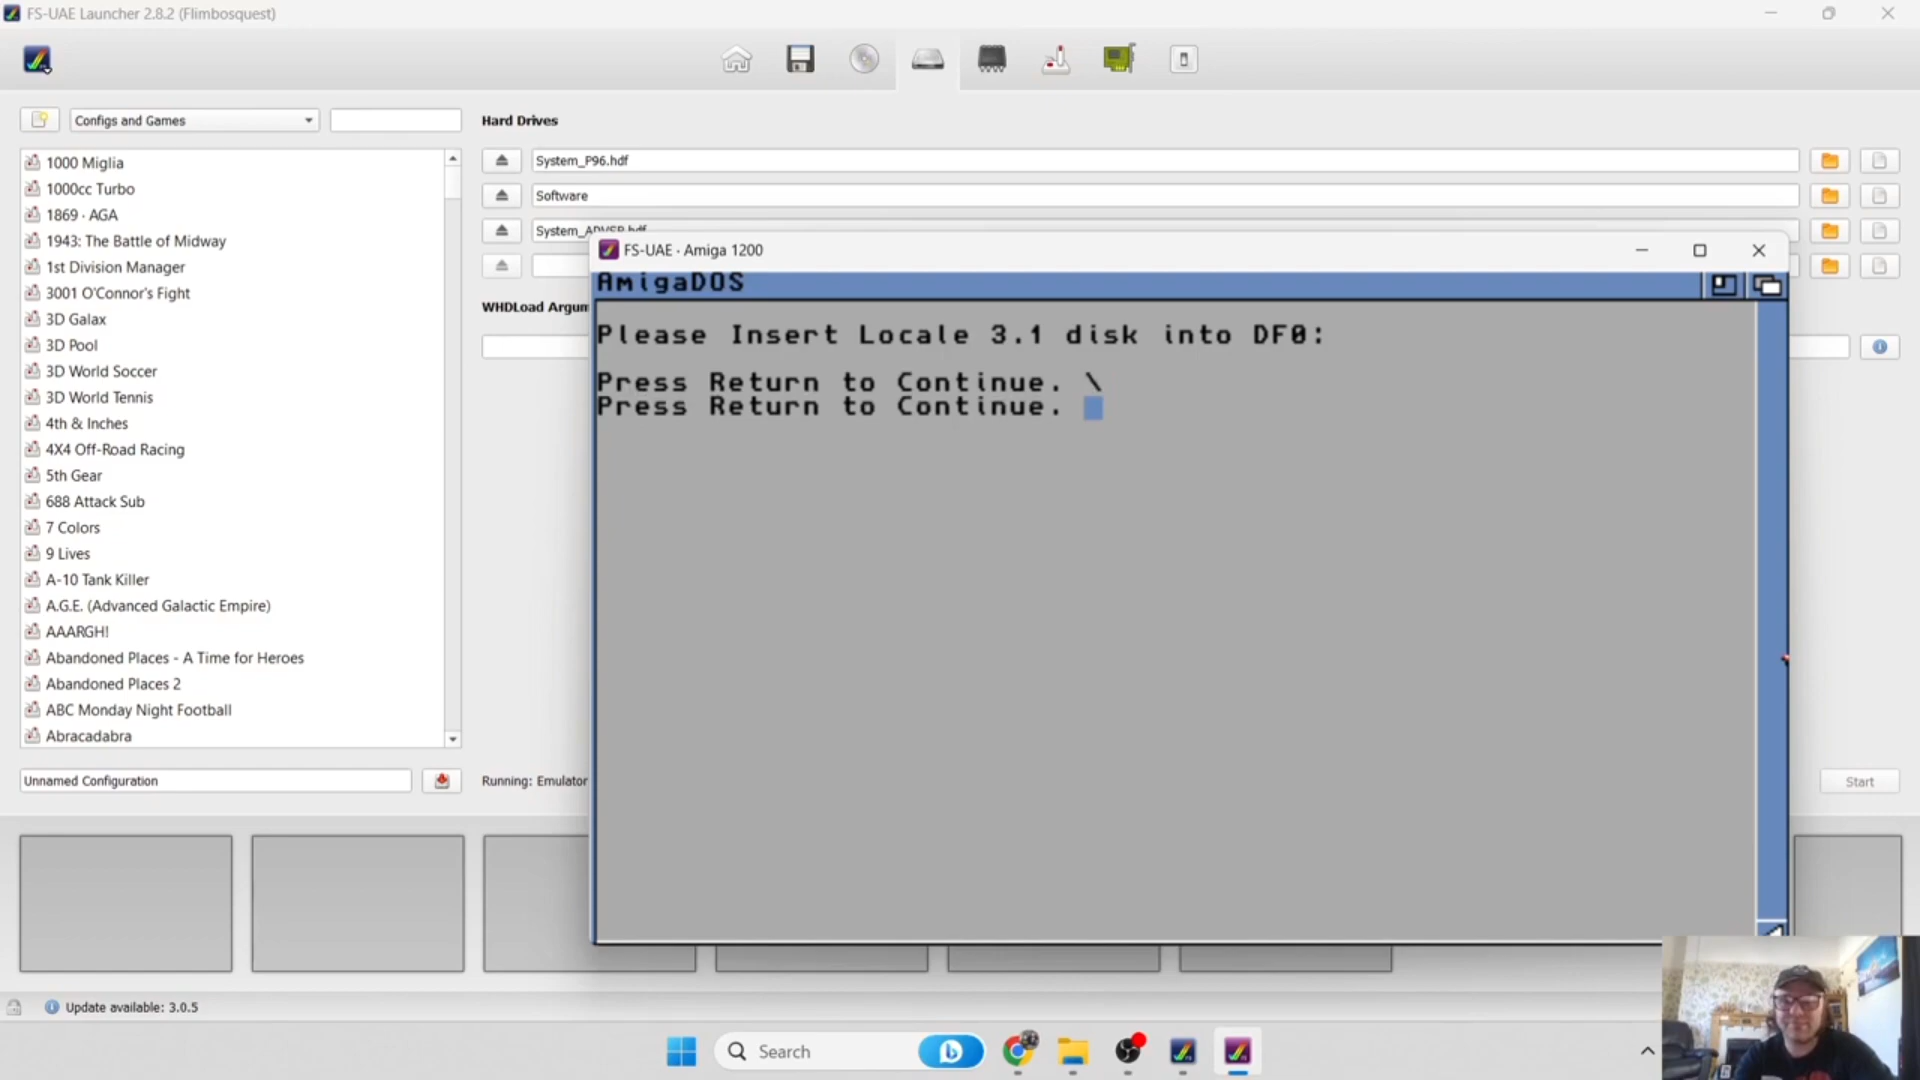 FS-UAE Launcher 2.8.2 (Flimbosquest)
Configs and Games
1000 Miglia
1000cc Turbo
1869 · AGA
1943: The Battle of Midway
1st Division Manager
3001 O'Connor's Fight
3D Galax
3D Pool
3D World Soccer
3D World Tennis
4th & Inches
4X4 Off-Road Racing
5th Gear
688 Attack Sub
7 Colors
9 Lives
A-10 Tank Killer
A.G.E. (Advanced Galactic Empire)
AAARGH!
Abandoned Places - A Time for Heroes
Abandoned Places 2
ABC Monday Night Football
Abracadabra
Unnamed Configuration
Hard Drives
System_P96.hdf
Software
System_ADVSP.hdf
WHDLoad Argum
Running: Emulator
Start
FS-UAE · Amiga 1200
AmigaDOS
Please Insert Locale 3.1 disk into DF0:
Press Return to Continue. \
Press Return to Continue.
Update available: 3.0.5
Search